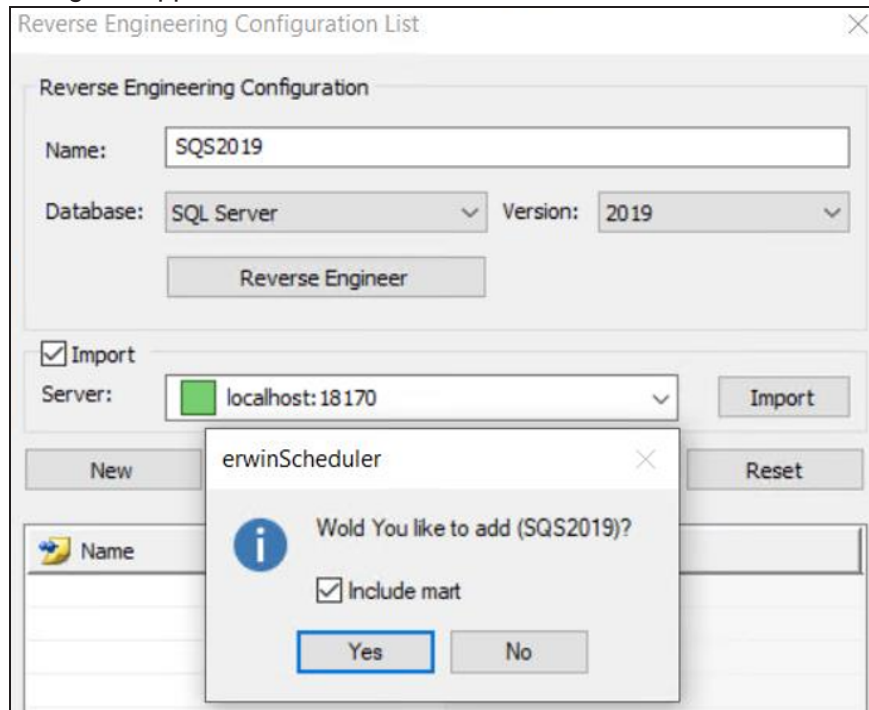 Reverse Engineering Configuration List
Reverse Engineering Configuration
Name: SQS2019
Database: SQL Server Version: 2019
Reverse Engineer
Import
Server: localhost:18170 Import
New erwinScheduler Reset
Wold You like to add (SQS2019)?
Name
Include mart
Yes No